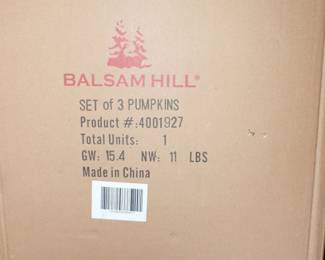 BALSAM HILL®
SET of 3 PUMPKINS
Product #:4001927
Total Units: 1
GW: 15.4 NW: 11 LBS
Made in China